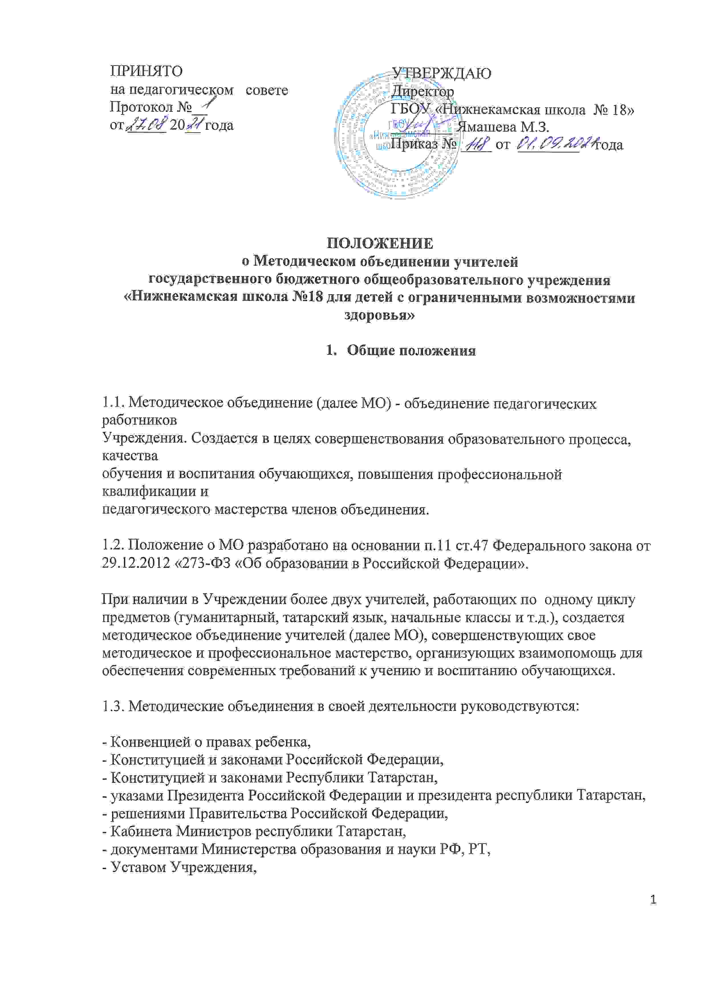 ПРИНЯТО
на педагогическом совете
Протокол № 1
от 27.08 2021 года
УТВЕРЖДАЮ
Директор
ГБОУ «Нижнекамская школа № 18»
Ямашева М.З.
Приказ № 118 от 01.09.2021 года
ГБОУ
«Нижнекамская
школа
ПОЛОЖЕНИЕ
о Методическом объединении учителей
государственного бюджетного общеобразовательного учреждения
«Нижнекамская школа №18 для детей с ограниченными возможностями
здоровья»
1. Общие положения
1.1. Методическое объединение (далее МО) - объединение педагогических
работников
Учреждения. Создается в целях совершенствования образовательного процесса,
качества
обучения и воспитания обучающихся, повышения профессиональной
квалификации и
педагогического мастерства членов объединения.
1.2. Положение о МО разработано на основании п.11 ст.47 Федерального закона от
29.12.2012 «273-ФЗ «Об образовании в Российской Федерации».
При наличии в Учреждении более двух учителей, работающих по одному циклу
предметов (гуманитарный, татарский язык, начальные классы и т.д.), создается
методическое объединение учителей (далее МО), совершенствующих свое
методическое и профессиональное мастерство, организующих взаимопомощь для
обеспечения современных требований к учению и воспитанию обучающихся.
1.3. Методические объединения в своей деятельности руководствуются:
- Конвенцией о правах ребенка,
- Конституцией и законами Российской Федерации,
- Конституцией и законами Республики Татарстан,
- указами Президента Российской Федерации и президента республики Татарстан,
- решениями Правительства Российской Федерации,
- Кабинета Министров республики Татарстан,
- документами Министерства образования и науки РФ, РТ,
- Уставом Учреждения,
1